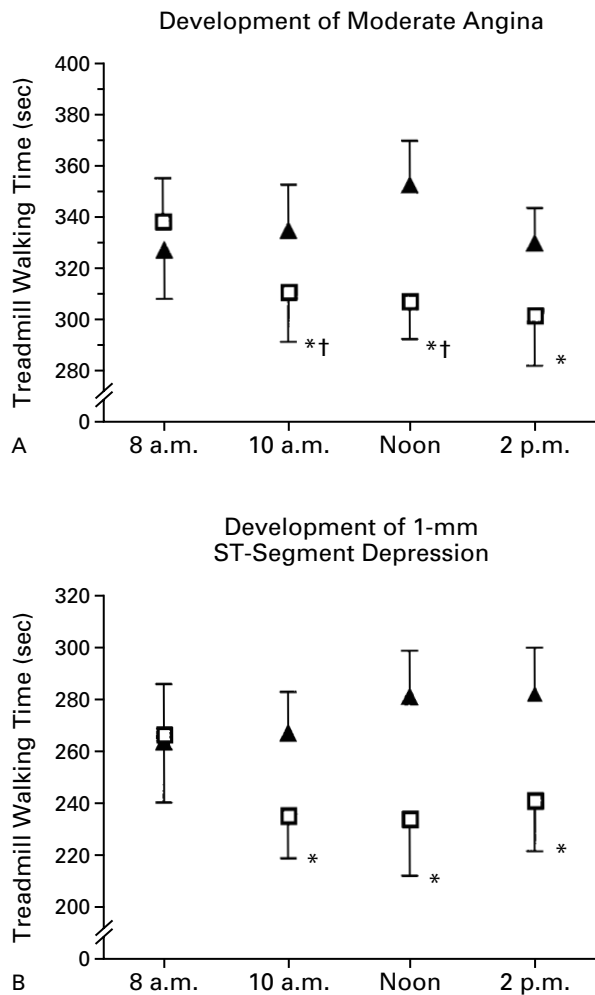 Development of Moderate Angina
Treadmill Walking Time (sec)
400
380
360
340
320
300
280
0
*†
*†
*
A
8 a.m. 10 a.m. Noon 2 p.m.
Development of 1-mm
ST-Segment Depression
Treadmill Walking Time (sec)
320
300
280
260
240
220
200
0
*
*
*
B
8 a.m. 10 a.m. Noon 2 p.m.